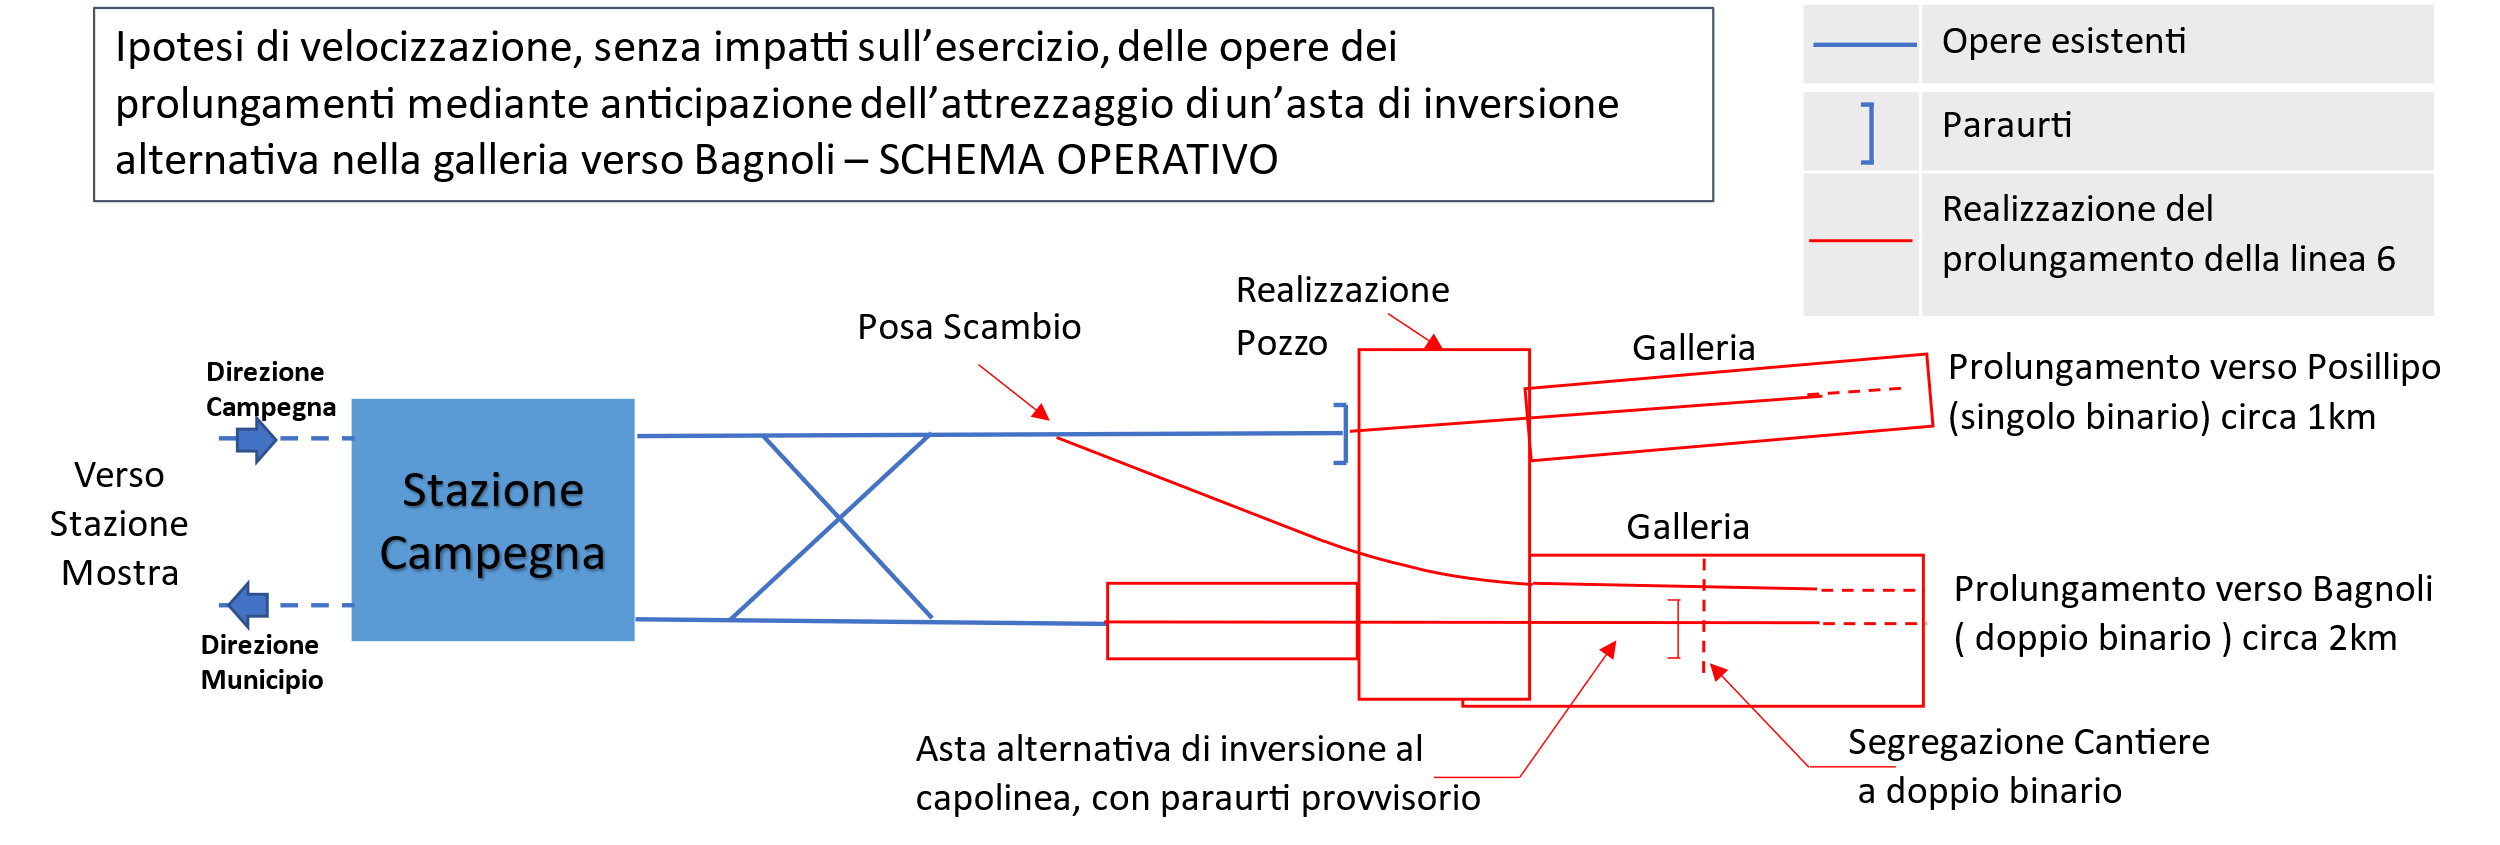 Ipotesi di velocizzazione, senza impatti sull’esercizio, delle opere dei
prolungamenti mediante anticipazione dell’attrezzaggio di un’asta di inversione
alternativa nella galleria verso Bagnoli – SCHEMA OPERATIVO
Opere esistenti
Paraurti
Realizzazione del
prolungamento della linea 6
Realizzazione
Pozzo
Posa Scambio
Galleria
Prolungamento verso Posillipo
(singolo binario) circa 1km
Direzione
Campegna
Verso
Stazione
Mostra
Stazione
Campegna
Direzione
Municipio
Galleria
Prolungamento verso Bagnoli
( doppio binario ) circa 2km
Asta alternativa di inversione al
capolinea, con paraurti provvisorio
Segregazione Cantiere
a doppio binario